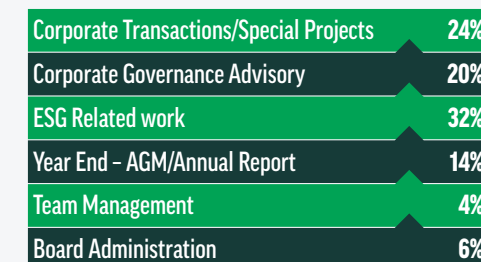 Corporate Transactions/Special Projects 24%
Corporate Governance Advisory 20%
ESG Related work 32%
Year End – AGM/Annual Report 14%
Team Management 4%
Board Administration 6%